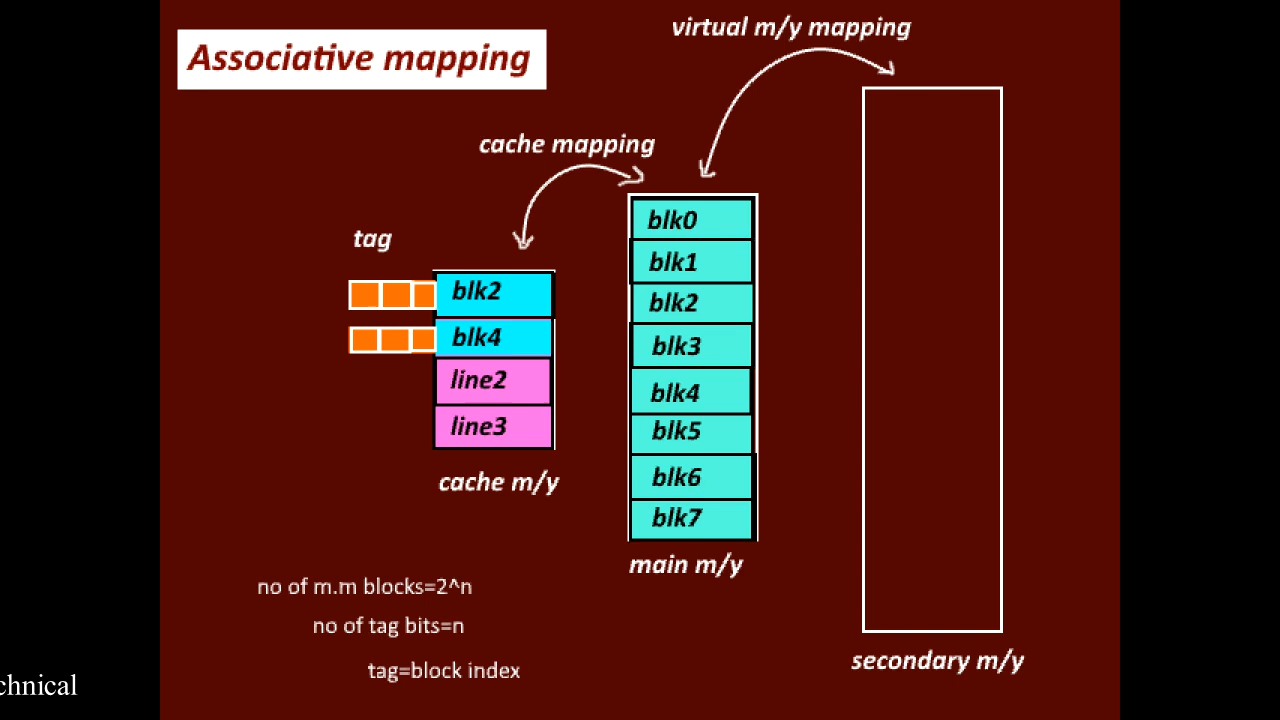 virtual m/y mapping
Associative mapping
cache mapping
tag
blk0
blk1
blk2
blk3
blk4
blk5
blk6
blk7
blk2
blk4
line2
line3
cache m/y
main m/y
no of m.m blocks=2^n
no of tag bits=n
tag=block index
secondary m/y
chnical